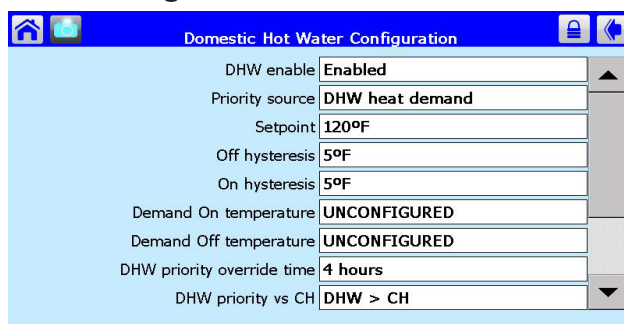 Domestic Hot Water Configuration
DHW enable Enabled
Priority source DHW heat demand
Setpoint 120ºF
Off hysteresis 5ºF
On hysteresis 5ºF
Demand On temperature UNCONFIGURED
Demand Off temperature UNCONFIGURED
DHW priority override time 4 hours
DHW priority vs CH DHW > CH